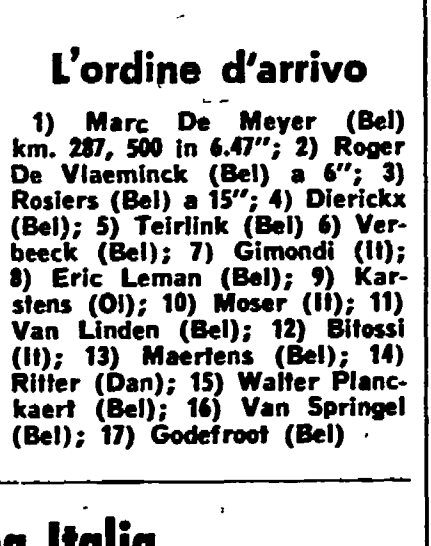 L'ordine d'arrivo
1) Marc De Meyer (Bel)
km. 287, 500 in 6.47"; 2) Roger
De Vlaeminck (Bel) a 6"; 3)
Rosiers (Bel) a 15"; 4) Dierickx
(Bel); 5) Teirlink (Bel) 6) Ver-
beeck (Bel); 7) Gimondi (It);
8) Eric Leman (Bel); 9) Kar-
stens (Ol); 10) Moser (It); 11)
Van Linden (Bel); 12) Bitossi
(It); 13) Maertens (Bel); 14)
Ritter (Dan); 15) Walter Planc-
kaert (Bel); 16) Van Springel
(Bel); 17) Godefroot (Bel)
Italia